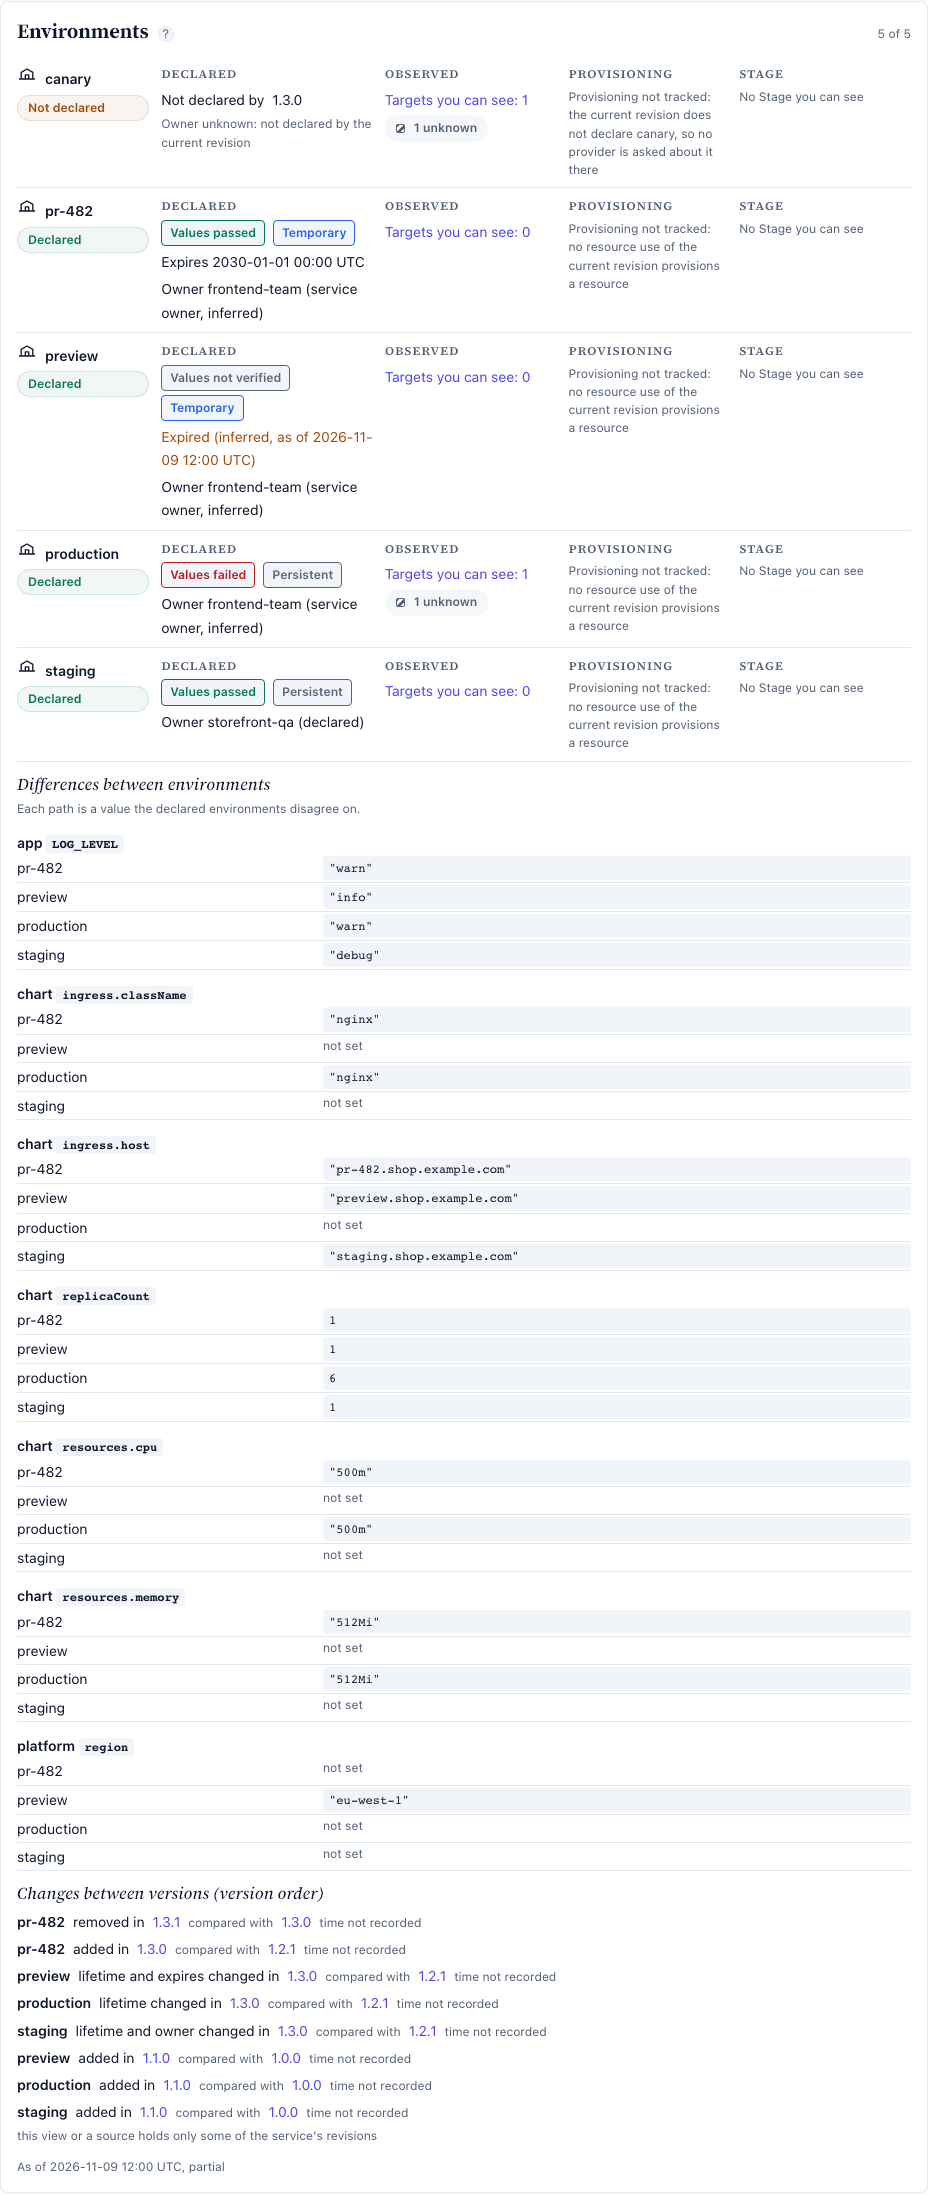 Environments ? 5 of 5
canary
Not declared
DECLARED
Not declared by 1.3.0
Owner unknown: not declared by the
current revision
OBSERVED
Targets you can see: 1
1 unknown
PROVISIONING
Provisioning not tracked:
the current revision does
not declare canary, so no
provider is asked about it
there
STAGE
No Stage you can see
pr-482
Declared
DECLARED
Values passed Temporary
Expires 2030-01-01 00:00 UTC
Owner frontend-team (service
owner, inferred)
OBSERVED
Targets you can see: 0
PROVISIONING
Provisioning not tracked:
no resource use of the
current revision provisions
a resource
STAGE
No Stage you can see
preview
Declared
DECLARED
Values not verified
Temporary
Expired (inferred, as of 2026-11-
09 12:00 UTC)
Owner frontend-team (service
owner, inferred)
OBSERVED
Targets you can see: 0
PROVISIONING
Provisioning not tracked:
no resource use of the
current revision provisions
a resource
STAGE
No Stage you can see
production
Declared
DECLARED
Values failed Persistent
Owner frontend-team (service
owner, inferred)
OBSERVED
Targets you can see: 1
1 unknown
PROVISIONING
Provisioning not tracked:
no resource use of the
current revision provisions
a resource
STAGE
No Stage you can see
staging
Declared
DECLARED
Values passed Persistent
Owner storefront-qa (declared)
OBSERVED
Targets you can see: 0
PROVISIONING
Provisioning not tracked:
no resource use of the
current revision provisions
a resource
STAGE
No Stage you can see
Differences between environments
Each path is a value the declared environments disagree on.
app LOG_LEVEL
pr-482 "warn"
preview "info"
production "warn"
staging "debug"
chart ingress.className
pr-482 "nginx"
preview not set
production "nginx"
staging not set
chart ingress.host
pr-482 "pr-482.shop.example.com"
preview "preview.shop.example.com"
production not set
staging "staging.shop.example.com"
chart replicaCount
pr-482 1
preview 1
production 6
staging 1
chart resources.cpu
pr-482 "500m"
preview not set
production "500m"
staging not set
chart resources.memory
pr-482 "512Mi"
preview not set
production "512Mi"
staging not set
platform region
pr-482 not set
preview "eu-west-1"
production not set
staging not set
Changes between versions (version order)
pr-482 removed in 1.3.1 compared with 1.3.0 time not recorded
pr-482 added in 1.3.0 compared with 1.2.1 time not recorded
preview lifetime and expires changed in 1.3.0 compared with 1.2.1 time not recorded
production lifetime changed in 1.3.0 compared with 1.2.1 time not recorded
staging lifetime and owner changed in 1.3.0 compared with 1.2.1 time not recorded
preview added in 1.1.0 compared with 1.0.0 time not recorded
production added in 1.1.0 compared with 1.0.0 time not recorded
staging added in 1.1.0 compared with 1.0.0 time not recorded
this view or a source holds only some of the service's revisions
As of 2026-11-09 12:00 UTC, partial